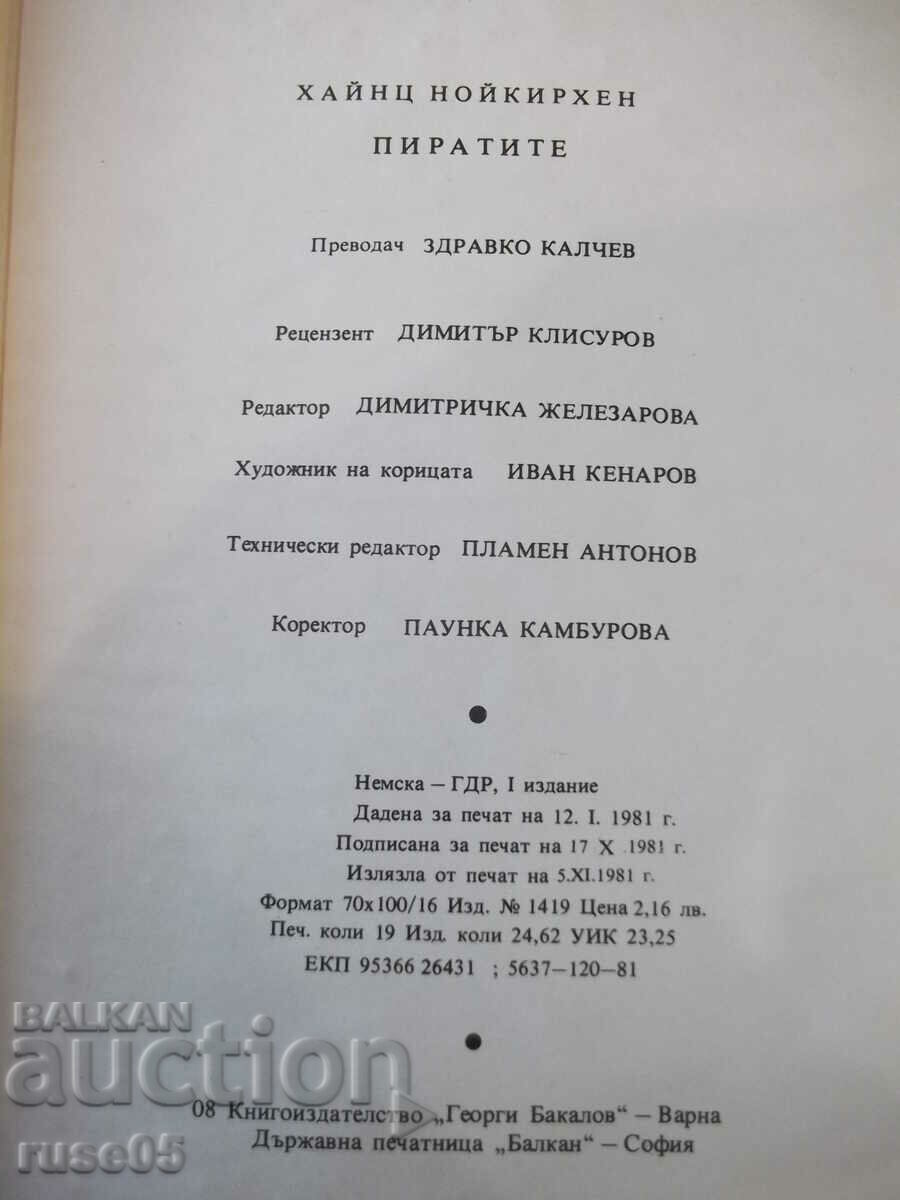 ХАЙНЦ НОЙКИРХЕН
ПИРАТИТЕ
Преводач ЗДРАВКО КАЛЧЕВ
Рецензент ДИМИТЪР КЛИСУРОВ
Редактор ДИМИТРИЧКА ЖЕЛЕЗАРОВА
Художник на корицата ИВАН КЕНАРОВ
Технически редактор ПЛАМЕН АНТОНОВ
Коректор ПАУНКА КАМБУРОВА
Немска – ГДР, I издание
Дадена за печат на 12. I. 1981 г.
Подписана за печат на 17 X 1981 г.
Излязла от печат на 5.XI.1981 г.
Формат 70x100/16 Изд. № 1419 Цена 2,16 лв.
Печ. коли 19 Изд. коли 24,62 УИК 23,25
ЕКП 95366 26431 ; 5637–120–81
BALKAN
auction
08 Книгоиздателство „Георги Бакалов“ – Варна
Държавна печатница „Балкан“ – София
ruse05